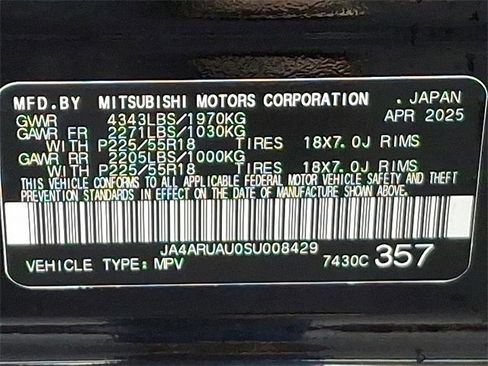 MFD.BY MITSUBISHI MOTORS CORPORATION . JAPAN
GVWR 4343LBS/1970KG APR 2025
GAWR FR 2271LBS/1030KG
WITH P225/55R18 TIRES 18X7.0J RIMS
GAWR RR 2205LBS/1000KG
WITH P225/55R18 TIRES 18X7.0J RIMS
THIS VEHICLE CONFORMS TO ALL APPLICABLE FEDERAL MOTOR VEHICLE SAFETY AND THEFT
PREVENTION STANDARDS IN EFFECT ON THE DATE OF MANUFACTURE SHOWN ABOVE.
JA4ARUAU0SU008429
VEHICLE TYPE: MPV 7430C 357